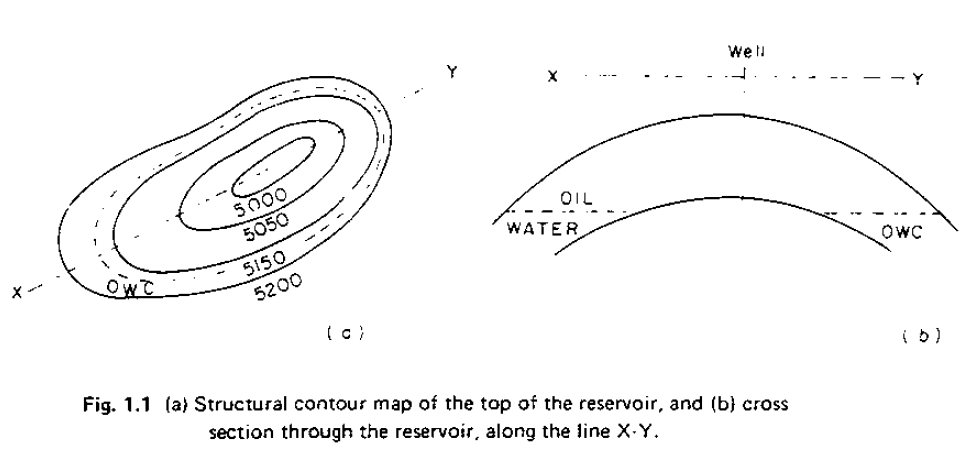 X
Y
5000
5050
5150
5200
OWC
(a)
Well
X
Y
OIL
WATER
OWC
(b)
Fig. 1.1 (a) Structural contour map of the top of the reservoir, and (b) cross
section through the reservoir, along the line X-Y.